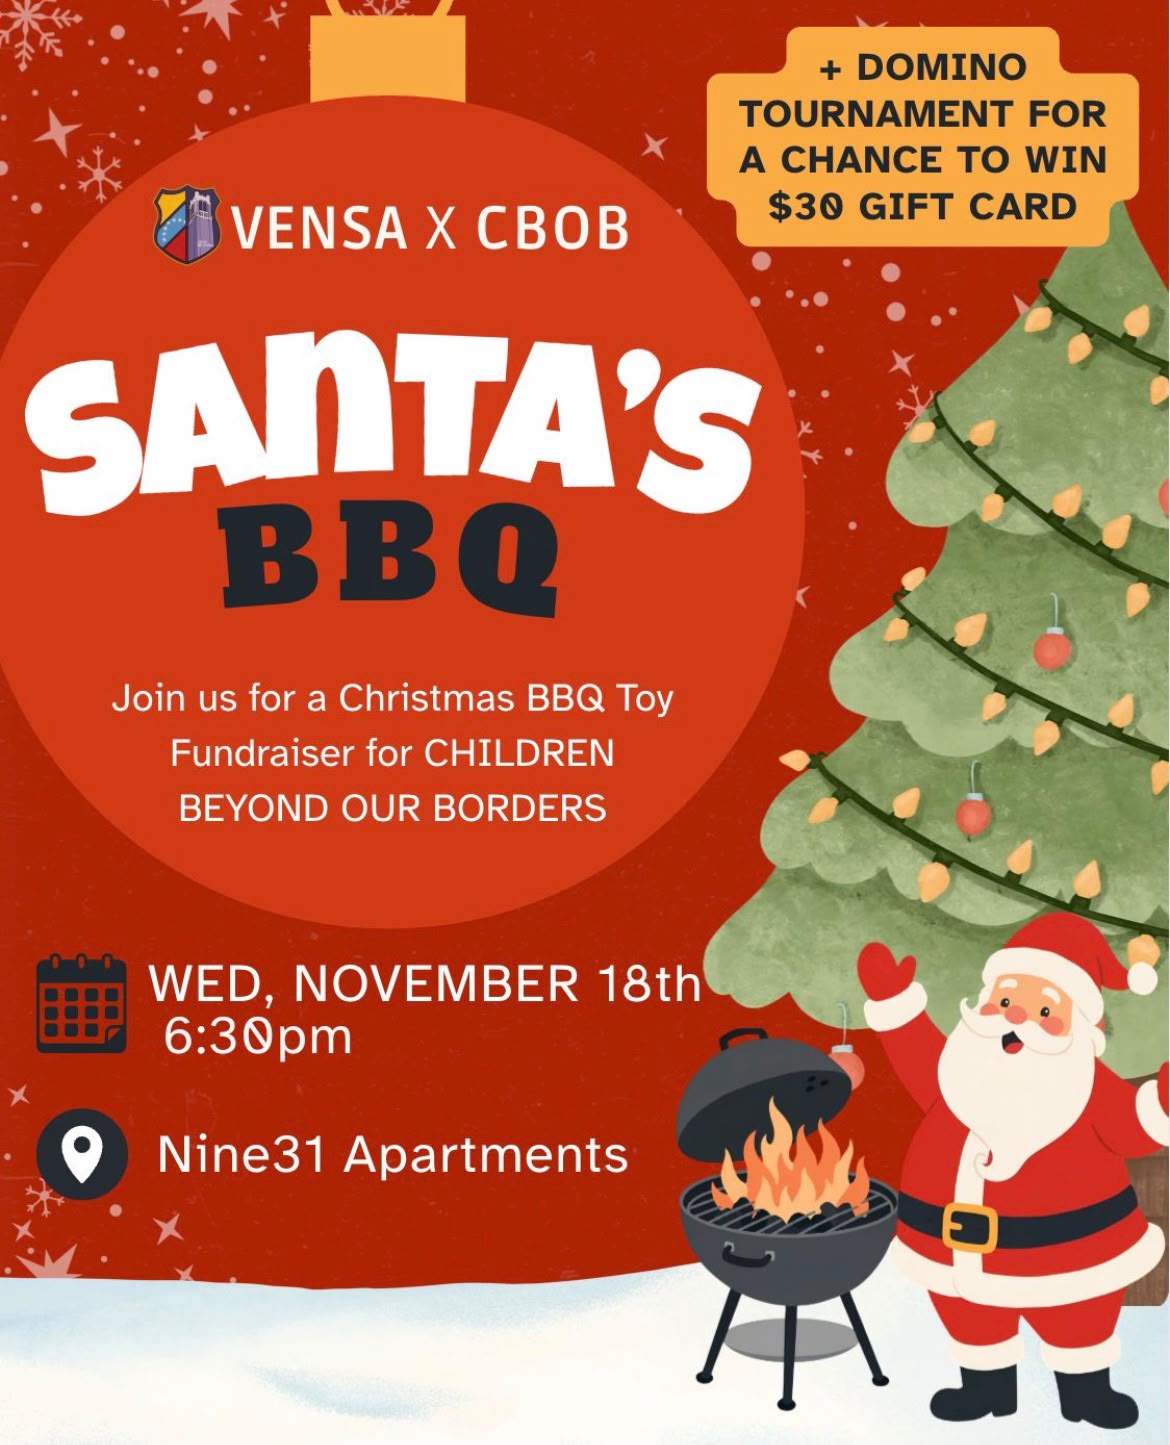 + DOMINO
TOURNAMENT FOR
A CHANCE TO WIN
$30 GIFT CARD
VENSA X CBOB
SANTA'S
BBQ
Join us for a Christmas BBQ Toy
Fundraiser for CHILDREN
BEYOND OUR BORDERS
WED, NOVEMBER 18th
6:30pm
Nine31 Apartments